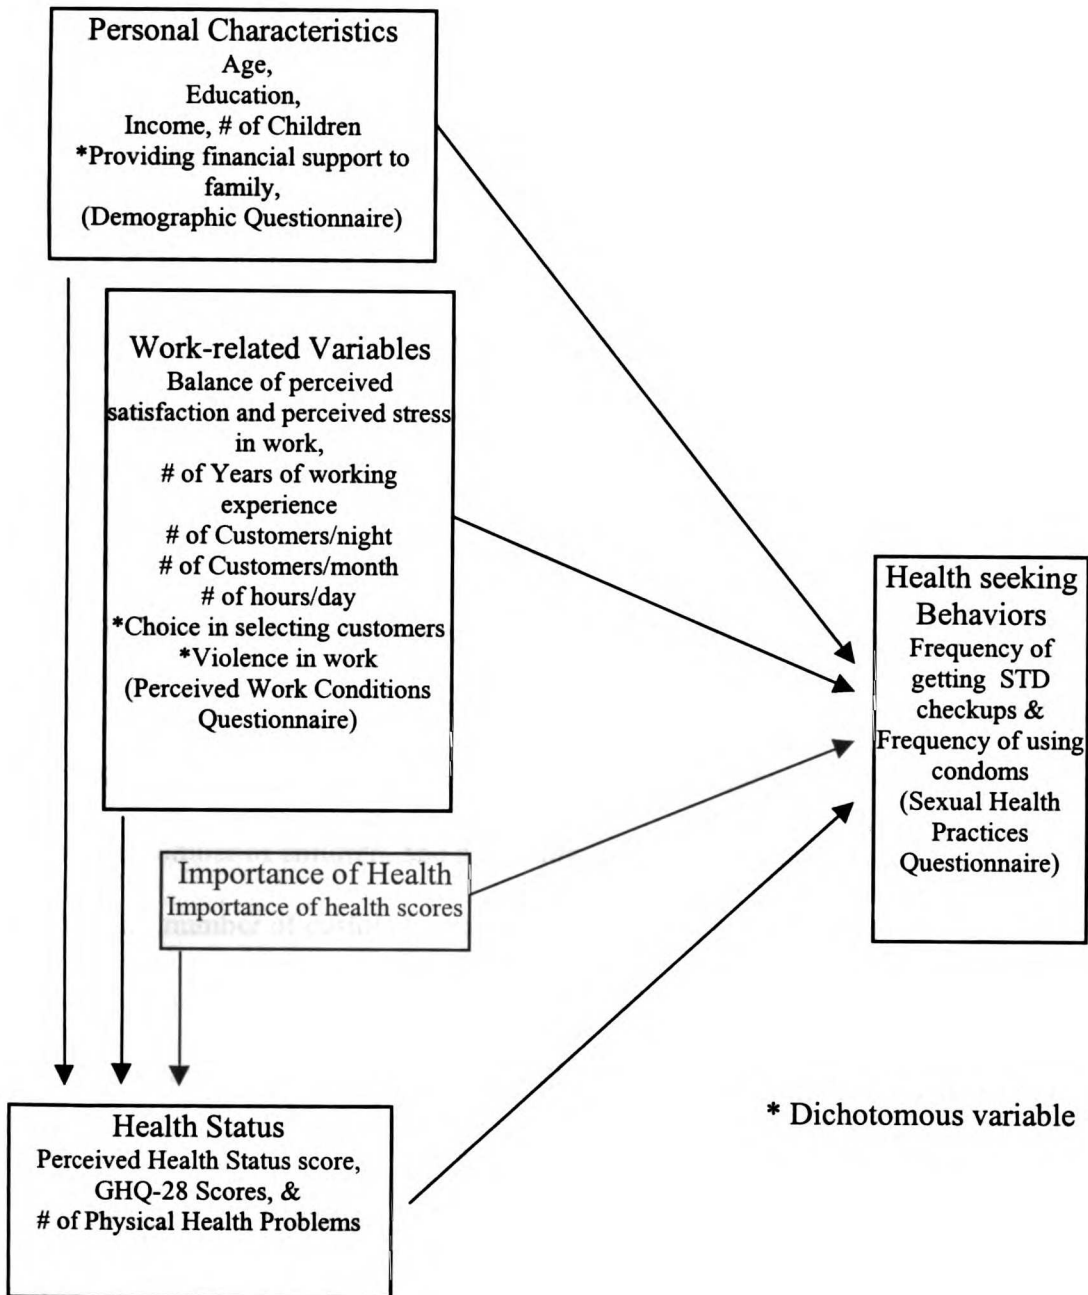 Personal Characteristics
Age,
Education,
Income, # of Children
*Providing financial support to
family,
(Demographic Questionnaire)
Work-related Variables
Balance of perceived
satisfaction and perceived stress
in work,
# of Years of working
experience
# of Customers/night
# of Customers/month
# of hours/day
*Choice in selecting customers
*Violence in work
(Perceived Work Conditions
Questionnaire)
Health seeking
Behaviors
Frequency of
getting STD
checkups &
Frequency of using
condoms
(Sexual Health
Practices
Questionnaire)
Importance of Health
Importance of health scores
Health Status
Perceived Health Status score,
GHQ-28 Scores, &
# of Physical Health Problems
* Dichotomous variable